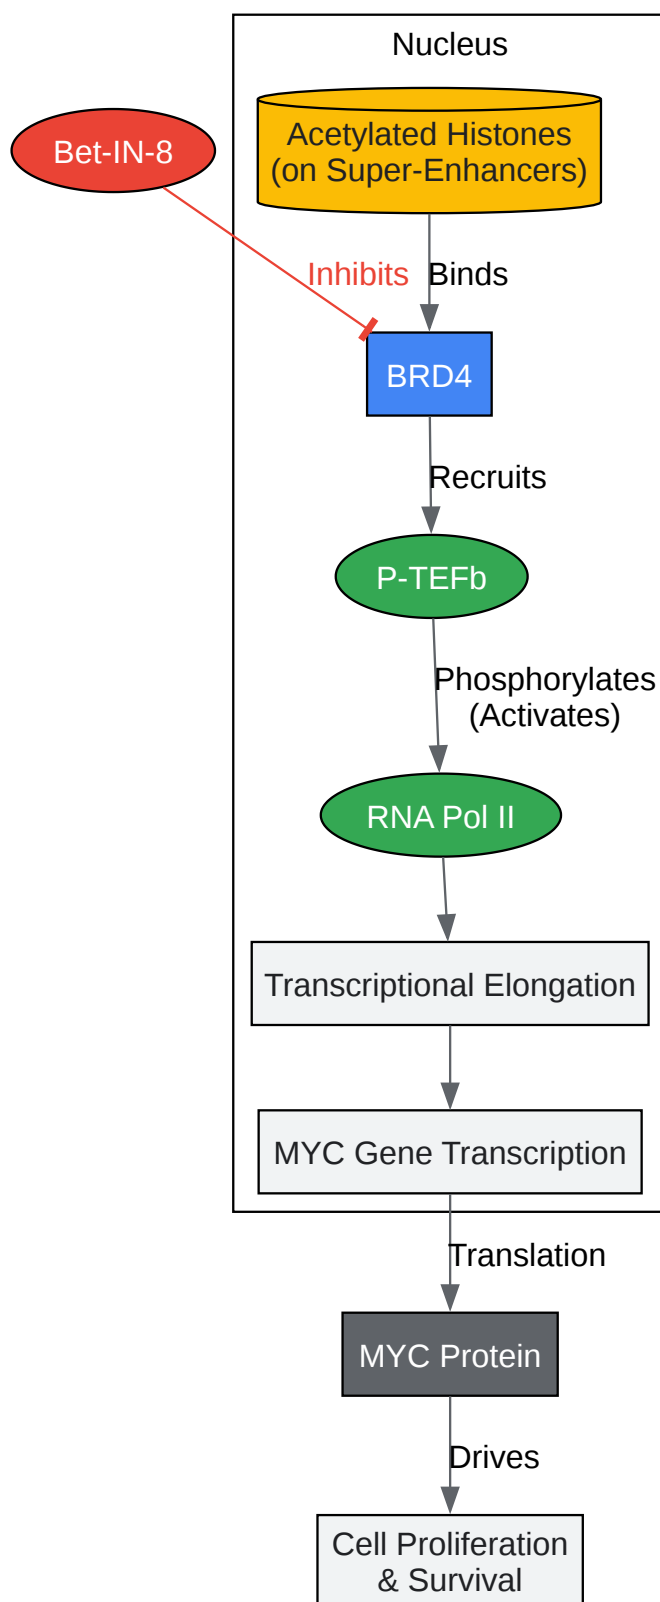 Nucleus
Acetylated Histones
(on Super-Enhancers)
Bet-IN-8
Inhibits
Binds
BRD4
Recruits
P-TEFb
Phosphorylates
(Activates)
RNA Pol II
Transcriptional Elongation
MYC Gene Transcription
Translation
MYC Protein
Drives
Cell Proliferation
& Survival